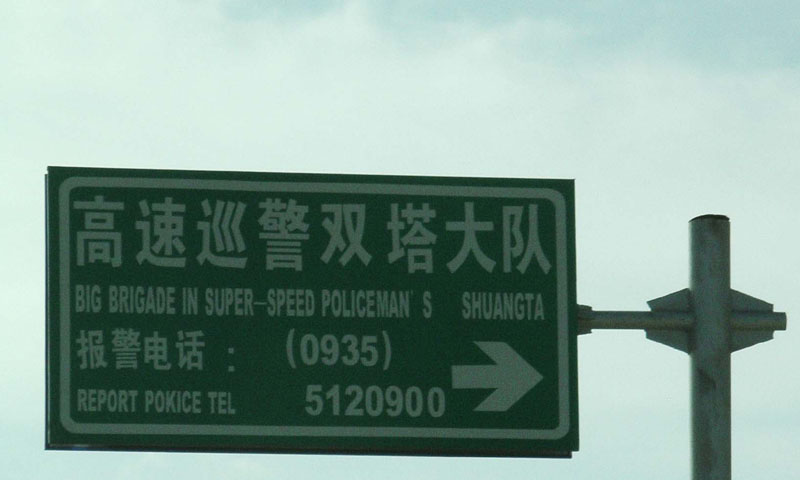 高速巡警双塔大队
BIG BRIGADE IN SUPER-SPEED POLICEMAN'S SHUANGTA
报警电话： (0935)
REPORT POKICE TEL 5120900